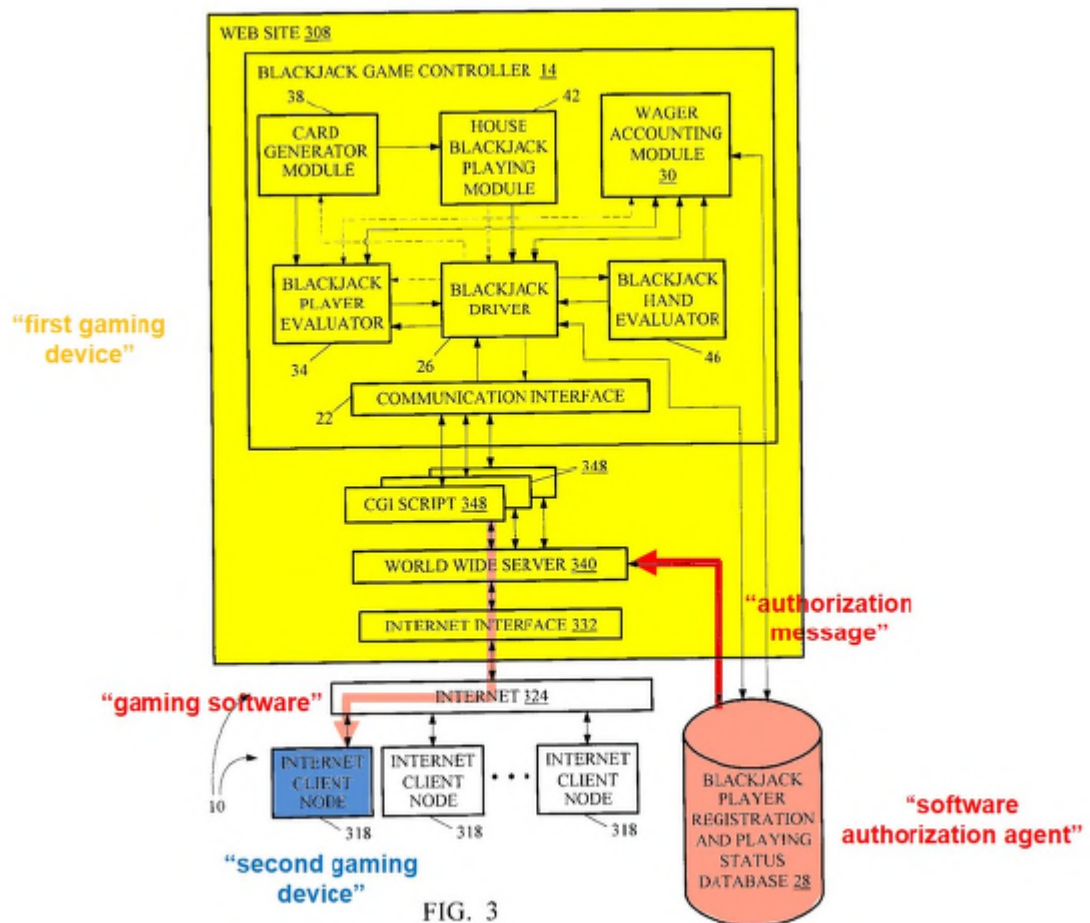 WEB SITE 308
BLACKJACK GAME CONTROLLER 14
38
42
CARD
GENERATOR
MODULE
HOUSE
BLACKJACK
PLAYING
MODULE
WAGER
ACCOUNTING
MODULE
30
"first gaming
device"
BLACKJACK
PLAYER
EVALUATOR
BLACKJACK
DRIVER
BLACKJACK
HAND
EVALUATOR
34
26
46
22
COMMUNICATION INTERFACE
348
CGI SCRIPT 348
WORLD WIDE SERVER 340
"authorization
message"
INTERNET INTERFACE 332
"gaming software"
INTERNET 324
10
INTERNET
CLIENT
NODE
INTERNET
CLIENT
NODE
INTERNET
CLIENT
NODE
318
318
318
BLACKJACK
PLAYER
REGISTRATION
AND PLAYING
STATUS
DATABASE 28
"software
authorization agent"
"second gaming
device"
FIG. 3